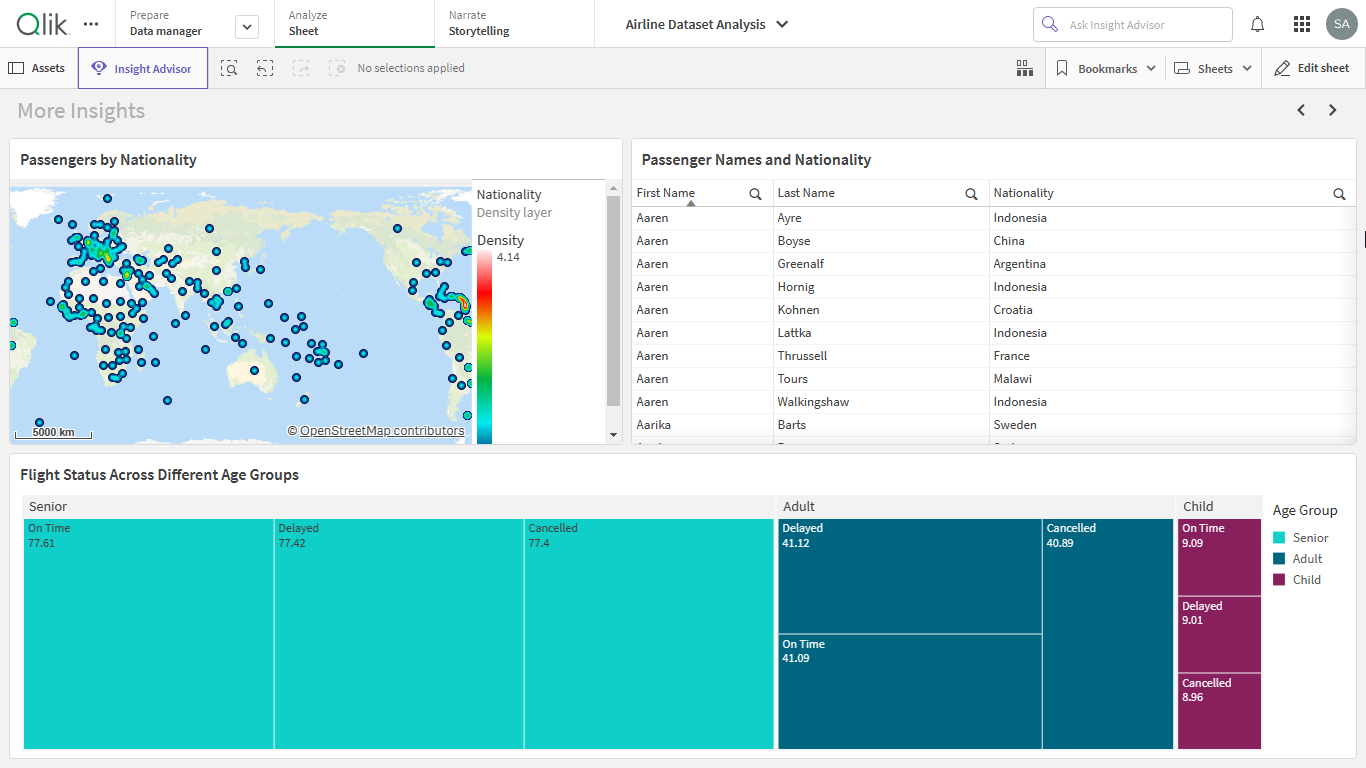 Qlik
Prepare
Data manager
Analyze
Sheet
Narrate
Storytelling
Airline Dataset Analysis
Ask Insight Advisor
SA
Assets
Insight Advisor
No selections applied
Bookmarks
Sheets
Edit sheet
More Insights
Passengers by Nationality
Nationality
Density layer
Density
4.14
5000 km
© OpenStreetMap contributors
Passenger Names and Nationality
First Name Last Name Nationality
Aaren Ayre Indonesia
Aaren Boyse China
Aaren Greenalf Argentina
Aaren Hornig Indonesia
Aaren Kohnen Croatia
Aaren Lattka Indonesia
Aaren Thrussell France
Aaren Tours Malawi
Aaren Walkingshaw Indonesia
Aarika Barts Sweden
Flight Status Across Different Age Groups
Senior
On Time
77.61
Delayed
77.42
Cancelled
77.4
Adult
Delayed
41.12
On Time
41.09
Cancelled
40.89
Child
On Time
9.09
Delayed
9.01
Cancelled
8.96
Age Group
Senior
Adult
Child